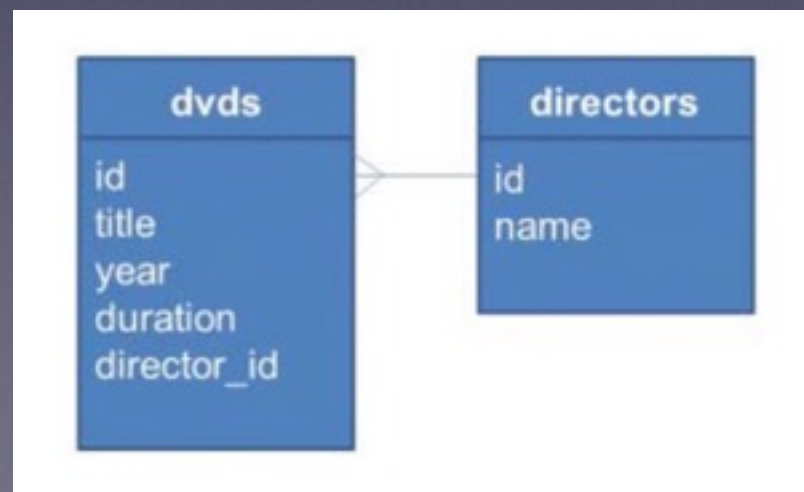 dvds
id
title
year
duration
director_id
directors
id
name